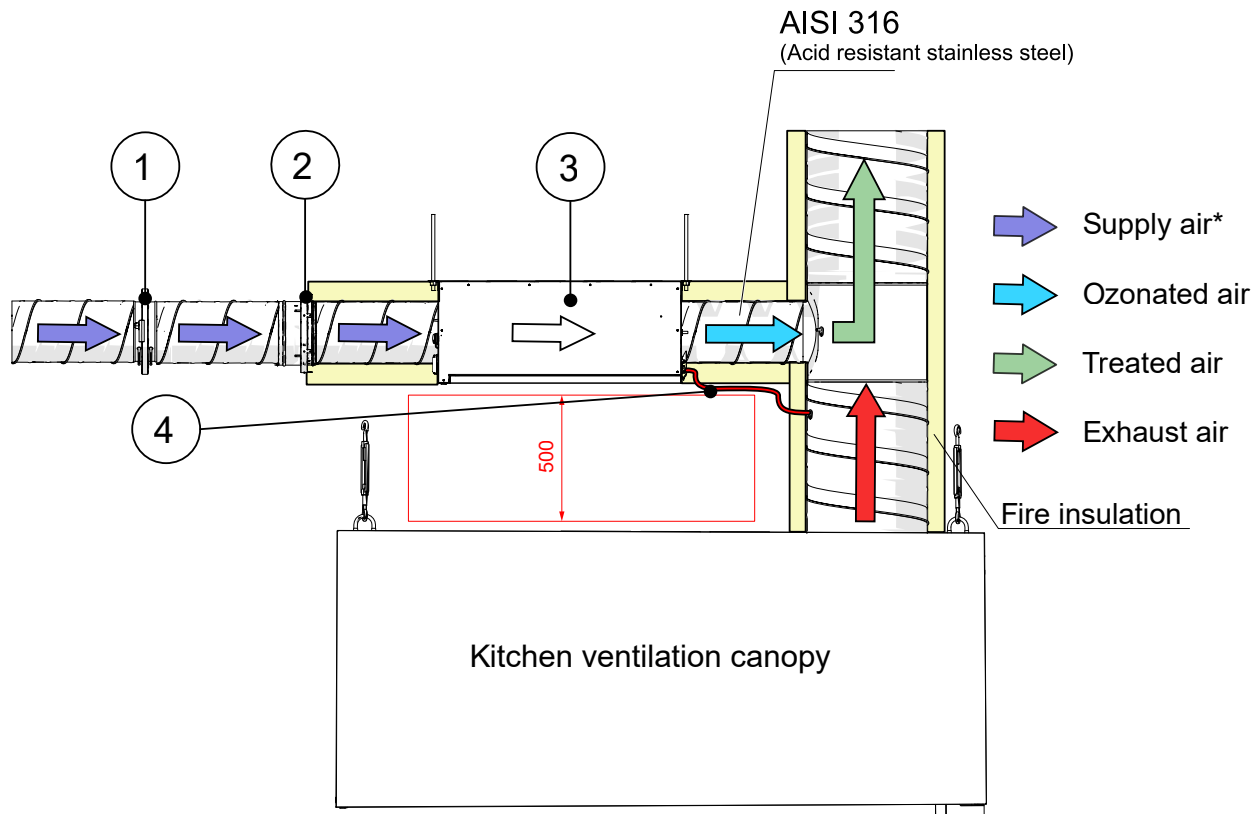 AISI 316
(Acid resistant stainless steel)
1
2
3
4
Supply air*
Ozonated air
Treated air
Exhaust air
500
Fire insulation
Kitchen ventilation canopy